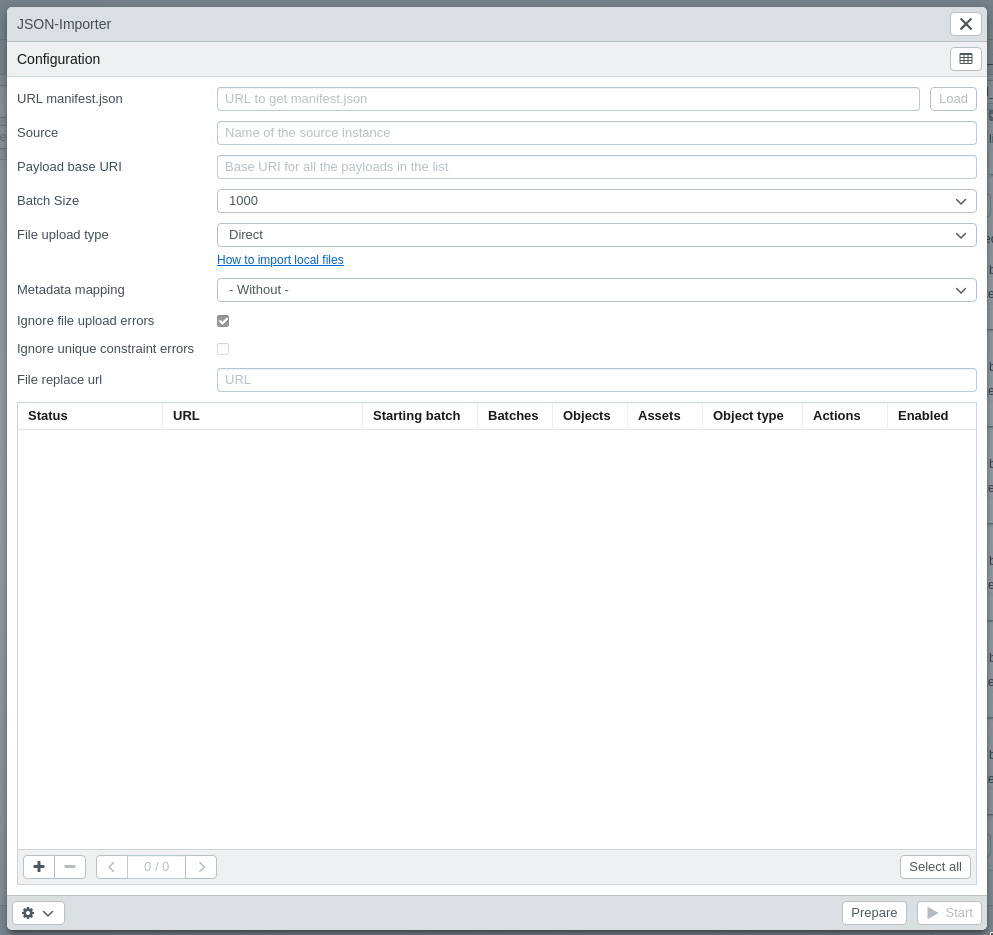 JSON-Importer
Configuration
URL manifest.json URL to get manifest.json Load
Source Name of the source instance
Payload base URI Base URI for all the payloads in the list
Batch Size 1000
File upload type Direct
How to import local files
Metadata mapping - Without -
Ignore file upload errors
Ignore unique constraint errors
File replace url URL
Status URL Starting batch Batches Objects Assets Object type Actions Enabled
0 / 0 Select all
Prepare Start